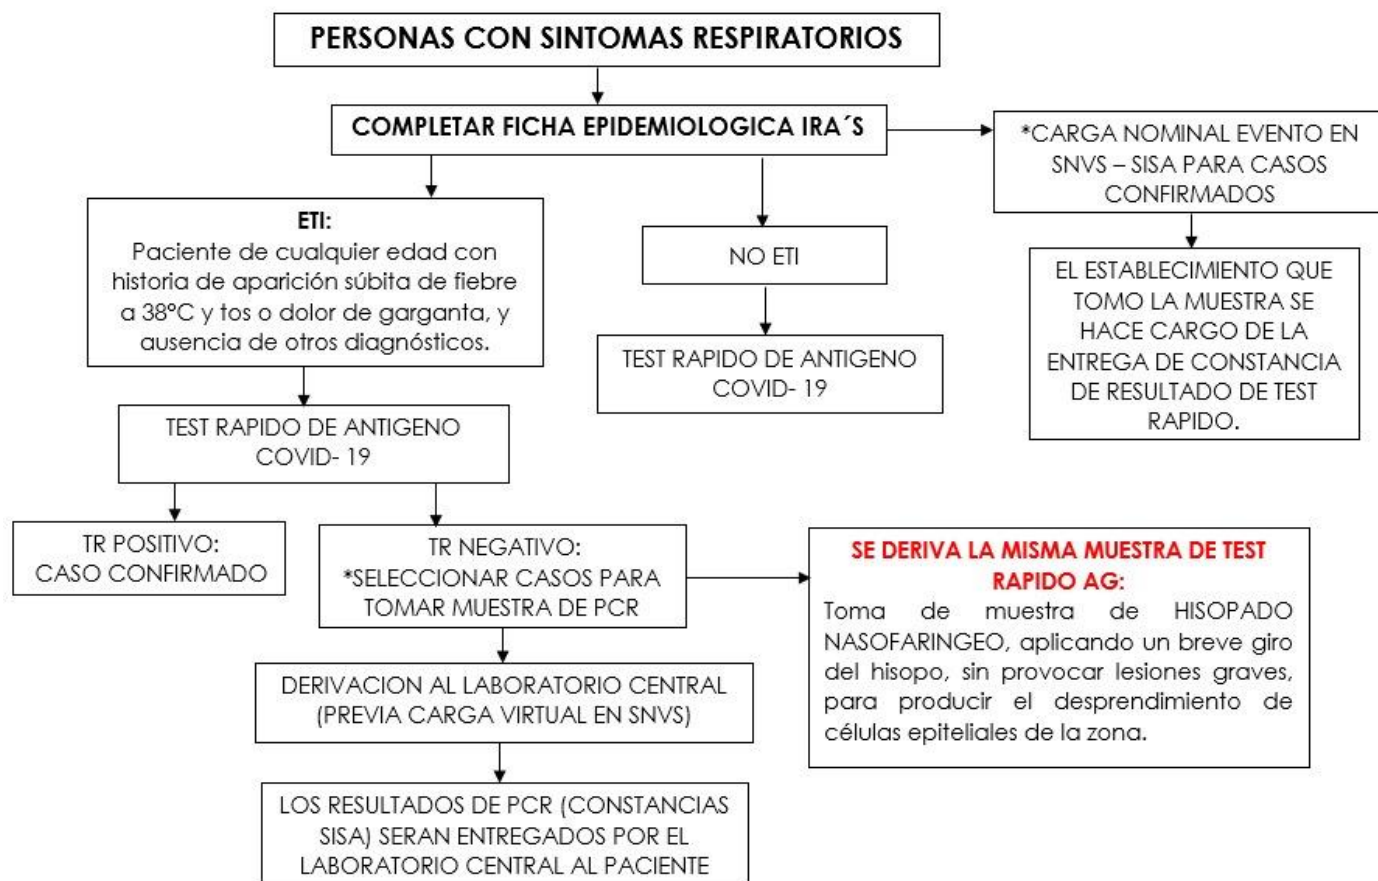 PERSONAS CON SINTOMAS RESPIRATORIOS
COMPLETAR FICHA EPIDEMIOLOGICA IRA´S
*CARGA NOMINAL EVENTO EN
SNVS – SISA PARA CASOS
CONFIRMADOS
ETI:
Paciente de cualquier edad con
historia de aparición súbita de fiebre
a 38°C y tos o dolor de garganta, y
ausencia de otros diagnósticos.
NO ETI
EL ESTABLECIMIENTO QUE
TOMO LA MUESTRA SE
HACE CARGO DE LA
ENTREGA DE CONSTANCIA
DE RESULTADO DE TEST
RAPIDO.
TEST RAPIDO DE ANTIGENO
COVID- 19
TEST RAPIDO DE ANTIGENO
COVID- 19
TR POSITIVO:
CASO CONFIRMADO
TR NEGATIVO:
*SELECCIONAR CASOS PARA
TOMAR MUESTRA DE PCR
SE DERIVA LA MISMA MUESTRA DE TEST
RAPIDO AG:
Toma de muestra de HISOPADO
NASOFARINGEO, aplicando un breve giro
del hisopo, sin provocar lesiones graves,
para producir el desprendimiento de
células epiteliales de la zona.
DERIVACION AL LABORATORIO CENTRAL
(PREVIA CARGA VIRTUAL EN SNVS)
LOS RESULTADOS DE PCR (CONSTANCIAS
SISA) SERAN ENTREGADOS POR EL
LABORATORIO CENTRAL AL PACIENTE